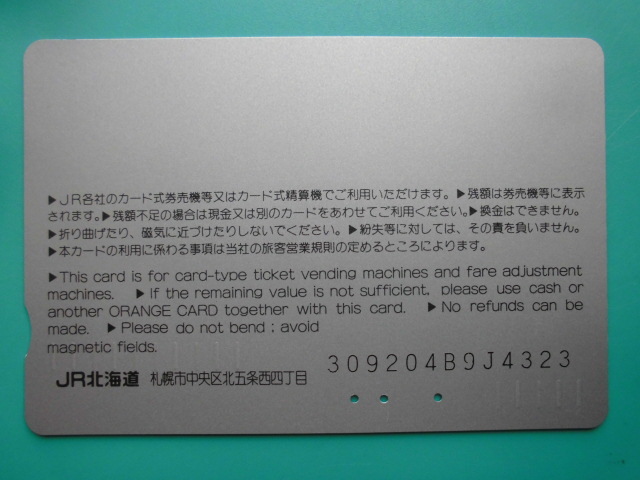 ▶JR各社のカード式券売機等又はカード式精算機でご利用いただけます。▶残額は券売機等に表示
されます。▶残額不足の場合は現金又は別のカードをあわせてご利用ください。▶換金はできません。
▶折り曲げたり、磁気に近づけたりしないでください。▶紛失等に対しては、その責を負いません。
▶本カードの利用に係わる事項は当社の旅客営業規則の定めるところによります。
▶This card is for card-type ticket vending machines and fare adjustment
machines. ▶If the remaining value is not sufficient, please use cash or
another ORANGE CARD together with this card. ▶No refunds can be
made. ▶Please do not bend ; avoid
magnetic fields.
309204B9J4323
JR北海道 札幌市中央区北五条西四丁目